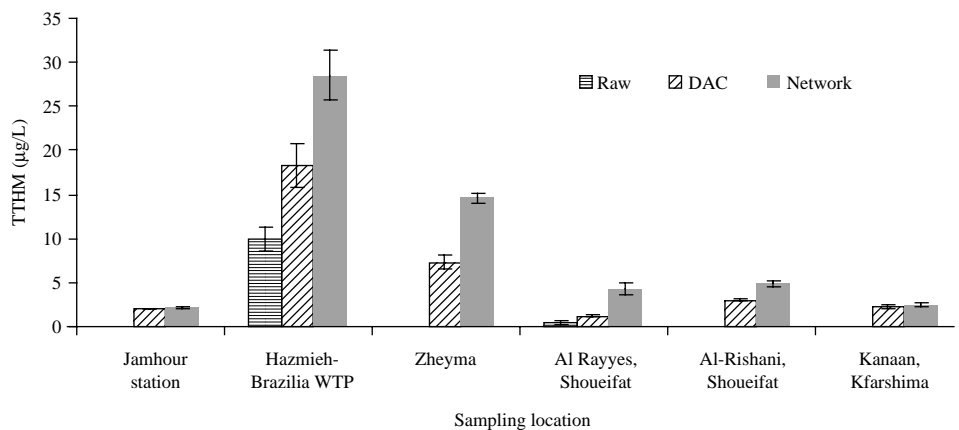 35
30
25
20
15
10
5
0
TTHM (µg/L)
Raw DAC Network
Jamhour station
Hazmieh-Brazilia WTP
Zheyma
Al Rayyes, Shoueifat
Al-Rishani, Shoueifat
Kanaan, Kfarshima
Sampling location